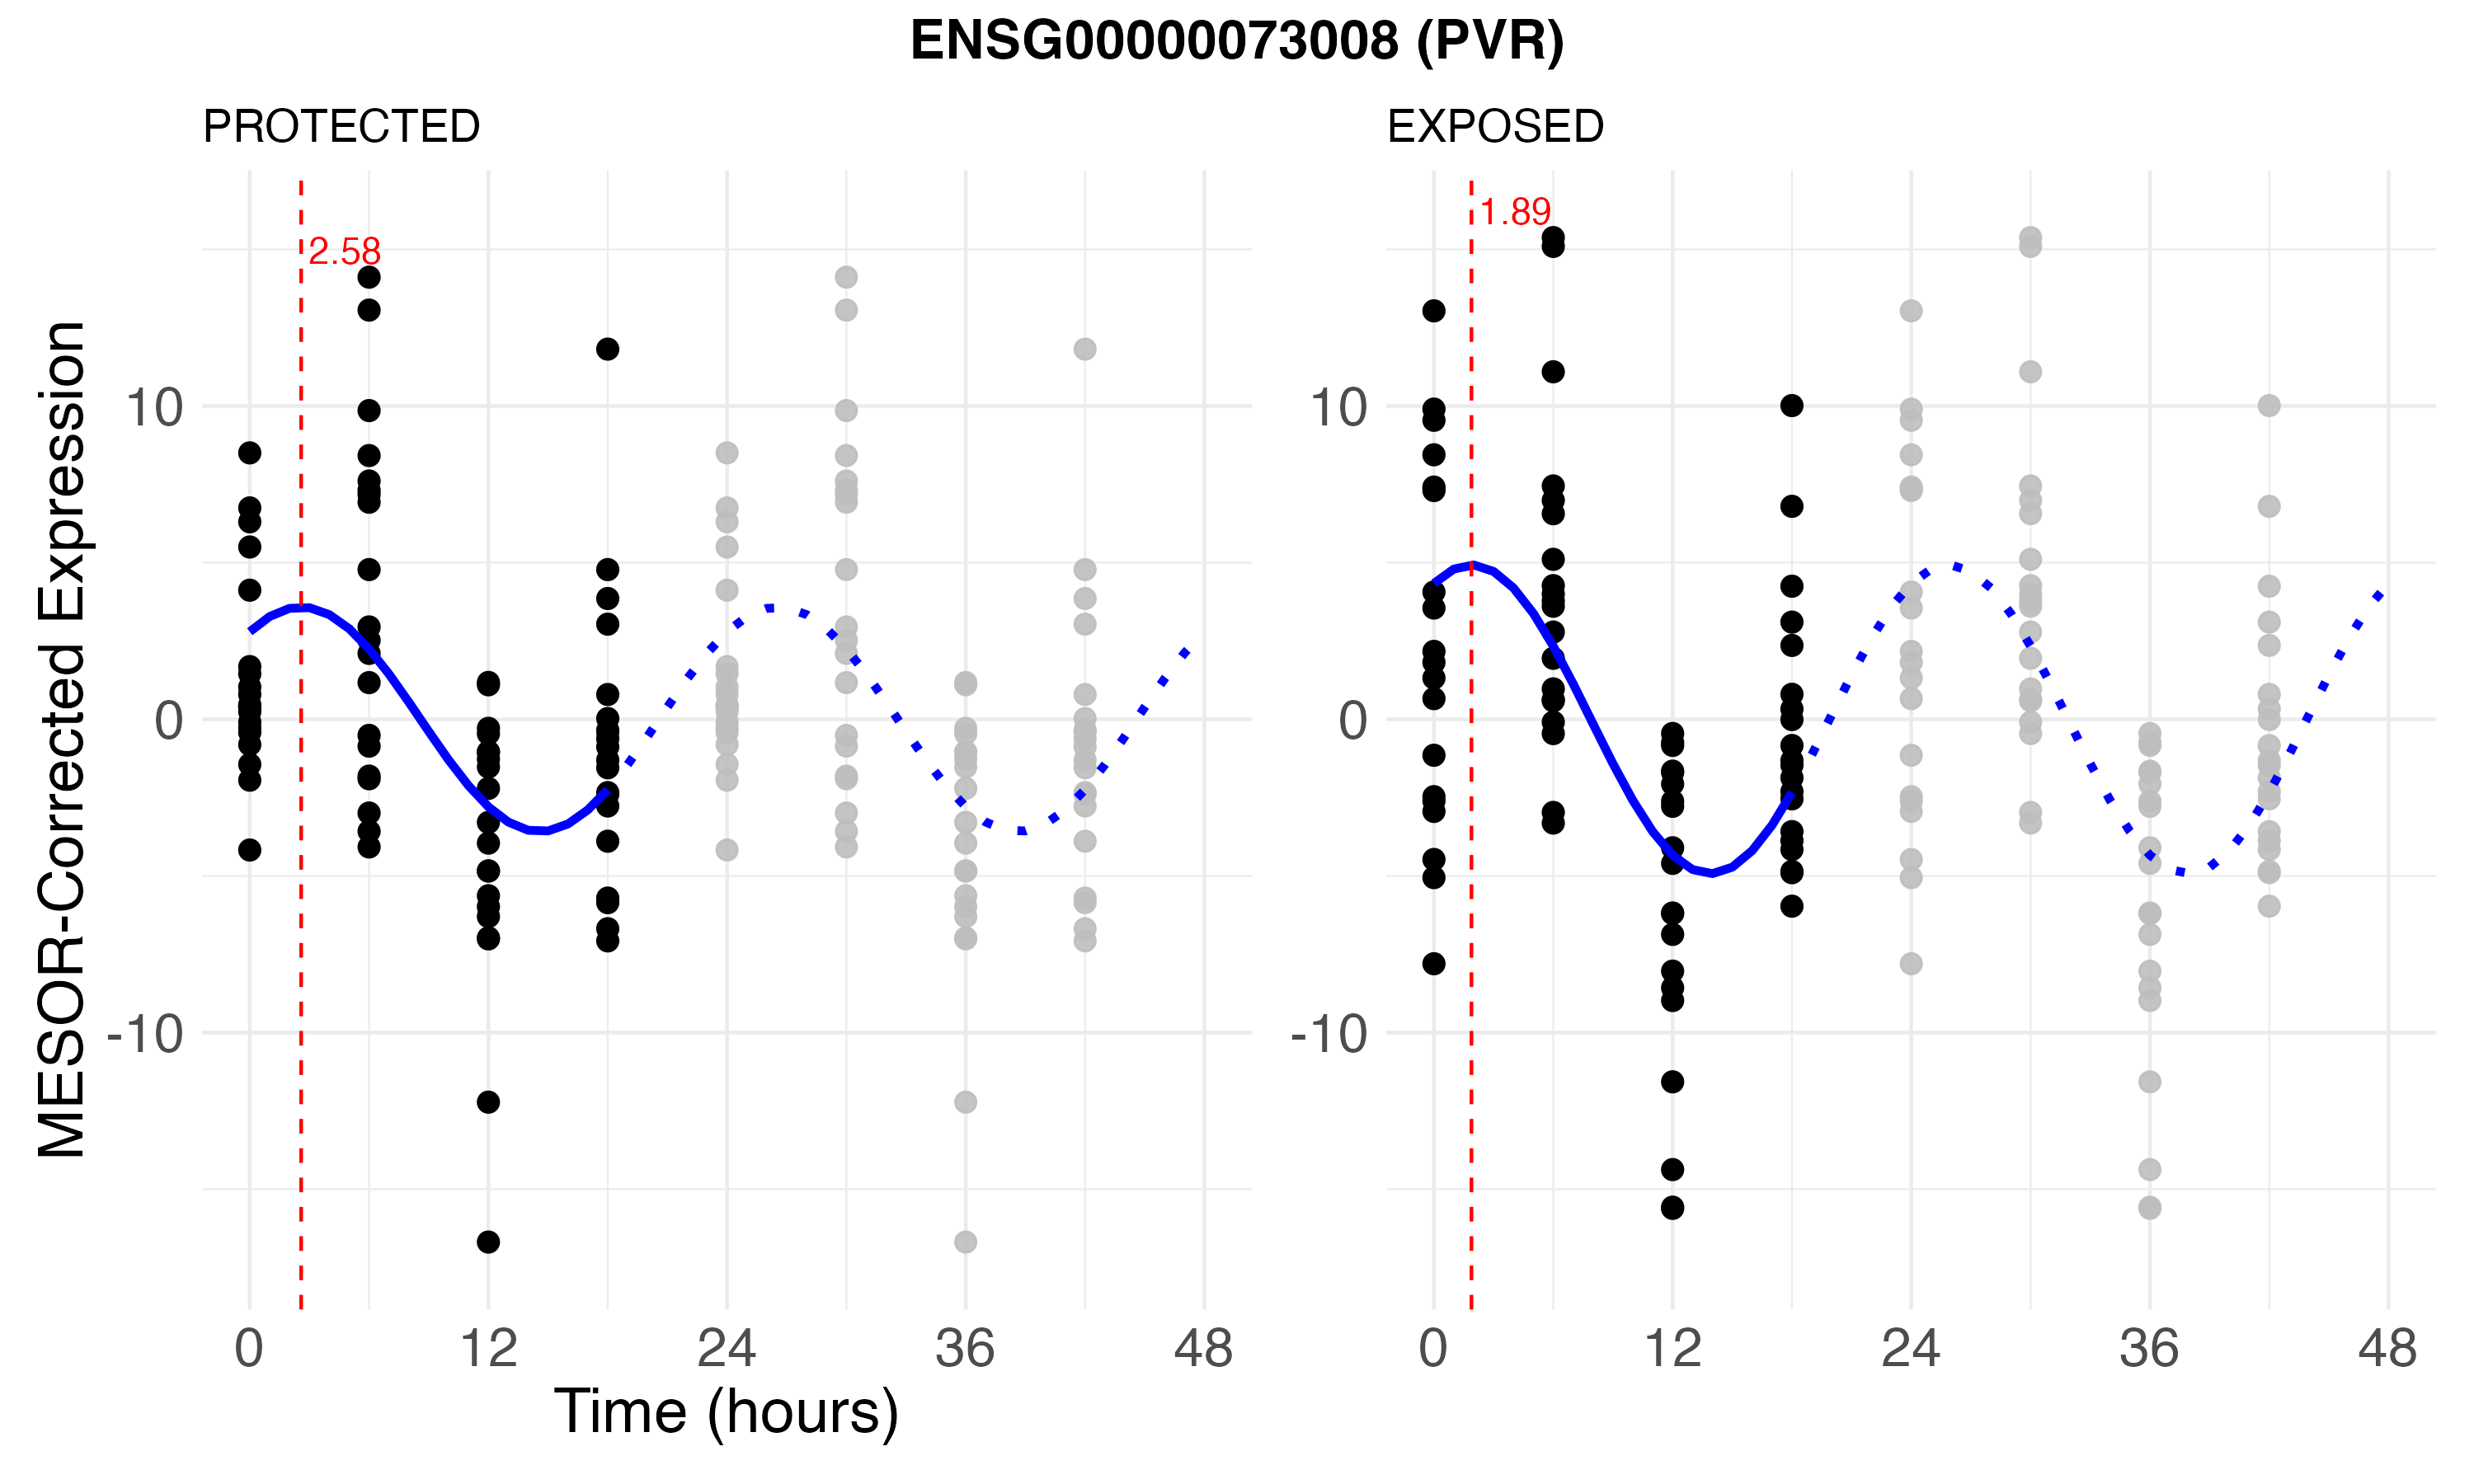 ENSG00000073008 (PVR)
PROTECTED
EXPOSED
MESOR-Corrected Expression
2.58
1.89
10
0
-10
10
0
-10
0 12 24 36 48
0 12 24 36 48
Time (hours)